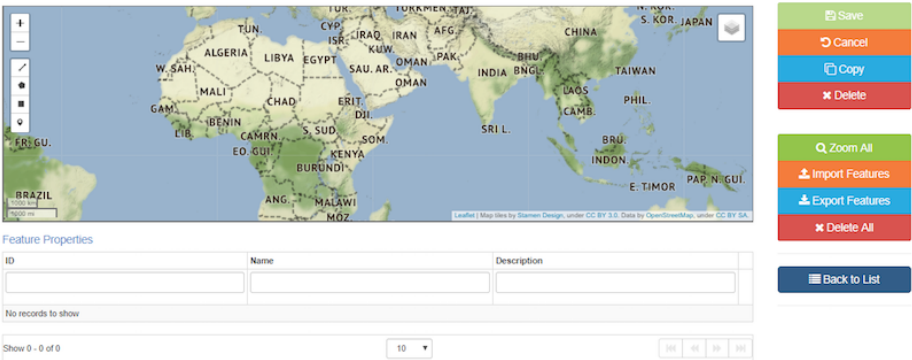 TUR.
TURKMEN.
TAJ.
N. KOR.
S. KOR.
JAPAN
TUN.
CYP.
ISR.
IRAQ
IRAN
AFG.
CHINA
ALGERIA
LIBYA
EGYPT
KUW.
PAK.
BHU.
W. SAH.
SAU. AR.
OMAN
INDIA
BNGL.
TAIWAN
MALI
OMAN
LAOS
GAM.
CHAD
ERIT.
PHIL.
BENIN
DJI.
CAMB.
LIB.
CAMRN.
S. SUD.
SOM.
SRI L.
FR. GU.
EQ. GUI.
KENYA
BRU.
BURUNDI
INDON.
PAP. N. GUI.
BRAZIL
E. TIMOR
ANG.
MALAWI
MOZ.
1000 km
1000 mi
Leaflet | Map tiles by Stamen Design, under CC BY 3.0. Data by OpenStreetMap, under CC BY SA.
Save
Cancel
Copy
Delete
Zoom All
Import Features
Export Features
Delete All
Back to List
Feature Properties
ID Name Description
No records to show
Show 0 - 0 of 0
10